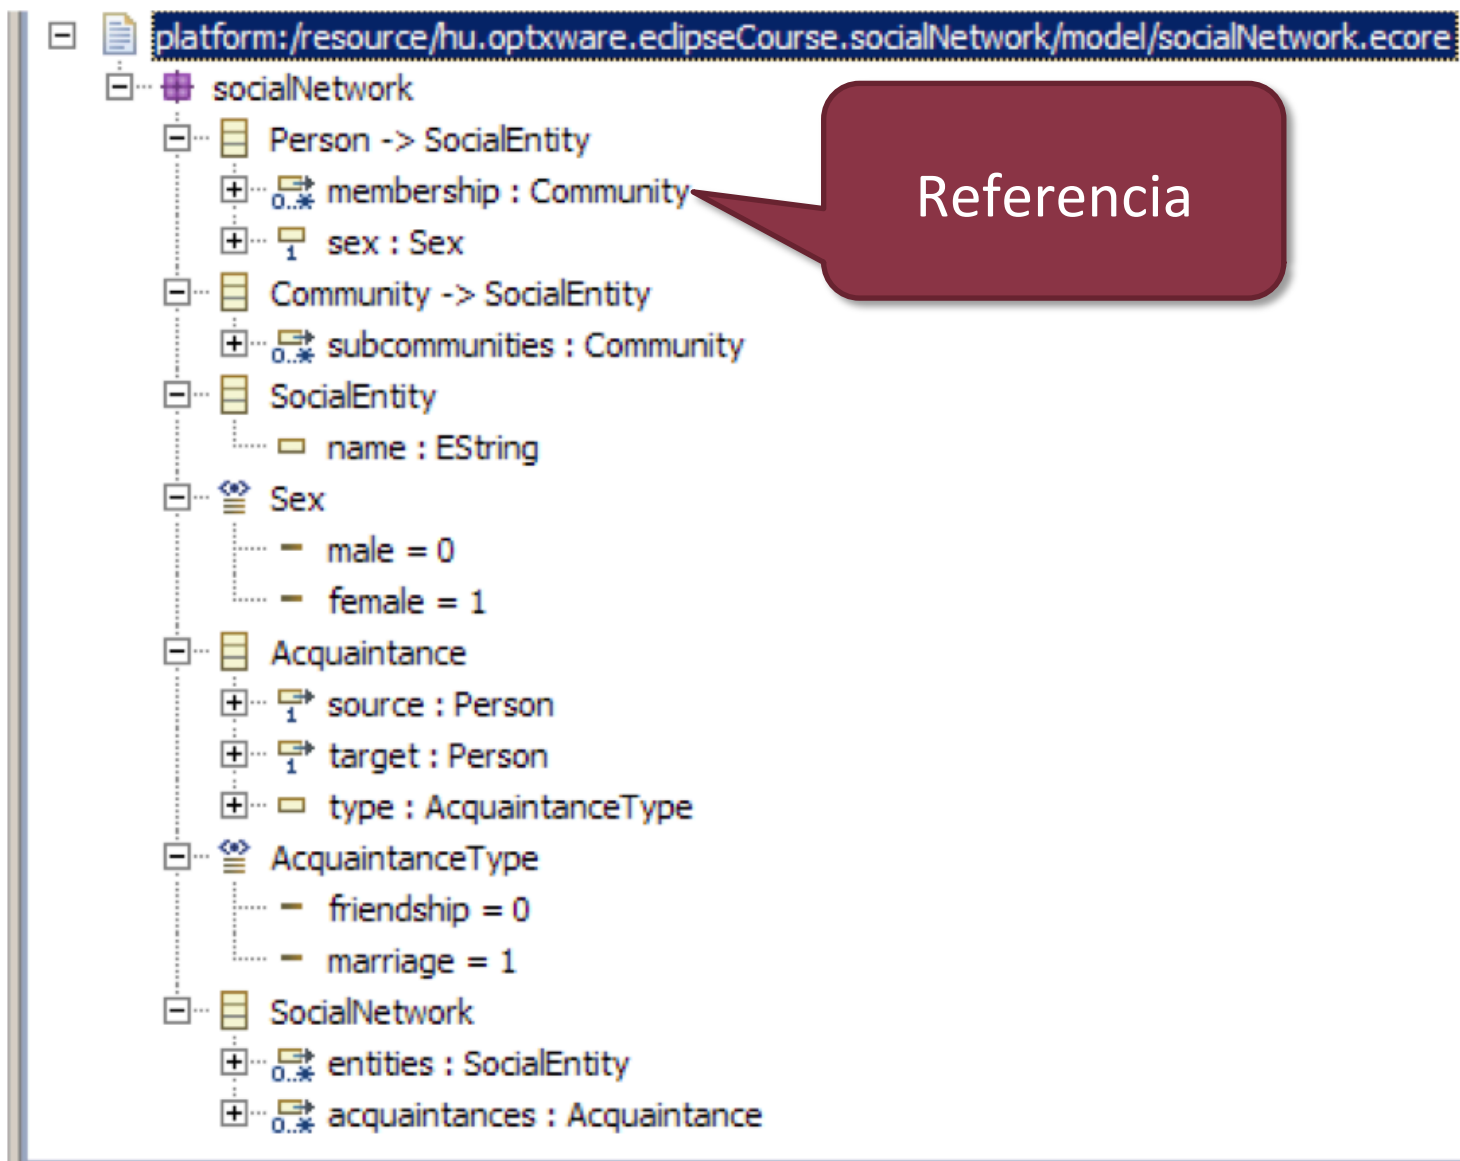 platform:/resource/hu.optxware.eclipseCourse.socialNetwork/model/socialNetwork.ecore
socialNetwork
Person -> SocialEntity
0..* membership : Community
Referencia
1 sex : Sex
Community -> SocialEntity
0..* subcommunities : Community
SocialEntity
name : EString
Sex
male = 0
female = 1
Acquaintance
1 source : Person
1 target : Person
type : AcquaintanceType
AcquaintanceType
friendship = 0
marriage = 1
SocialNetwork
0..* entities : SocialEntity
0..* acquaintances : Acquaintance